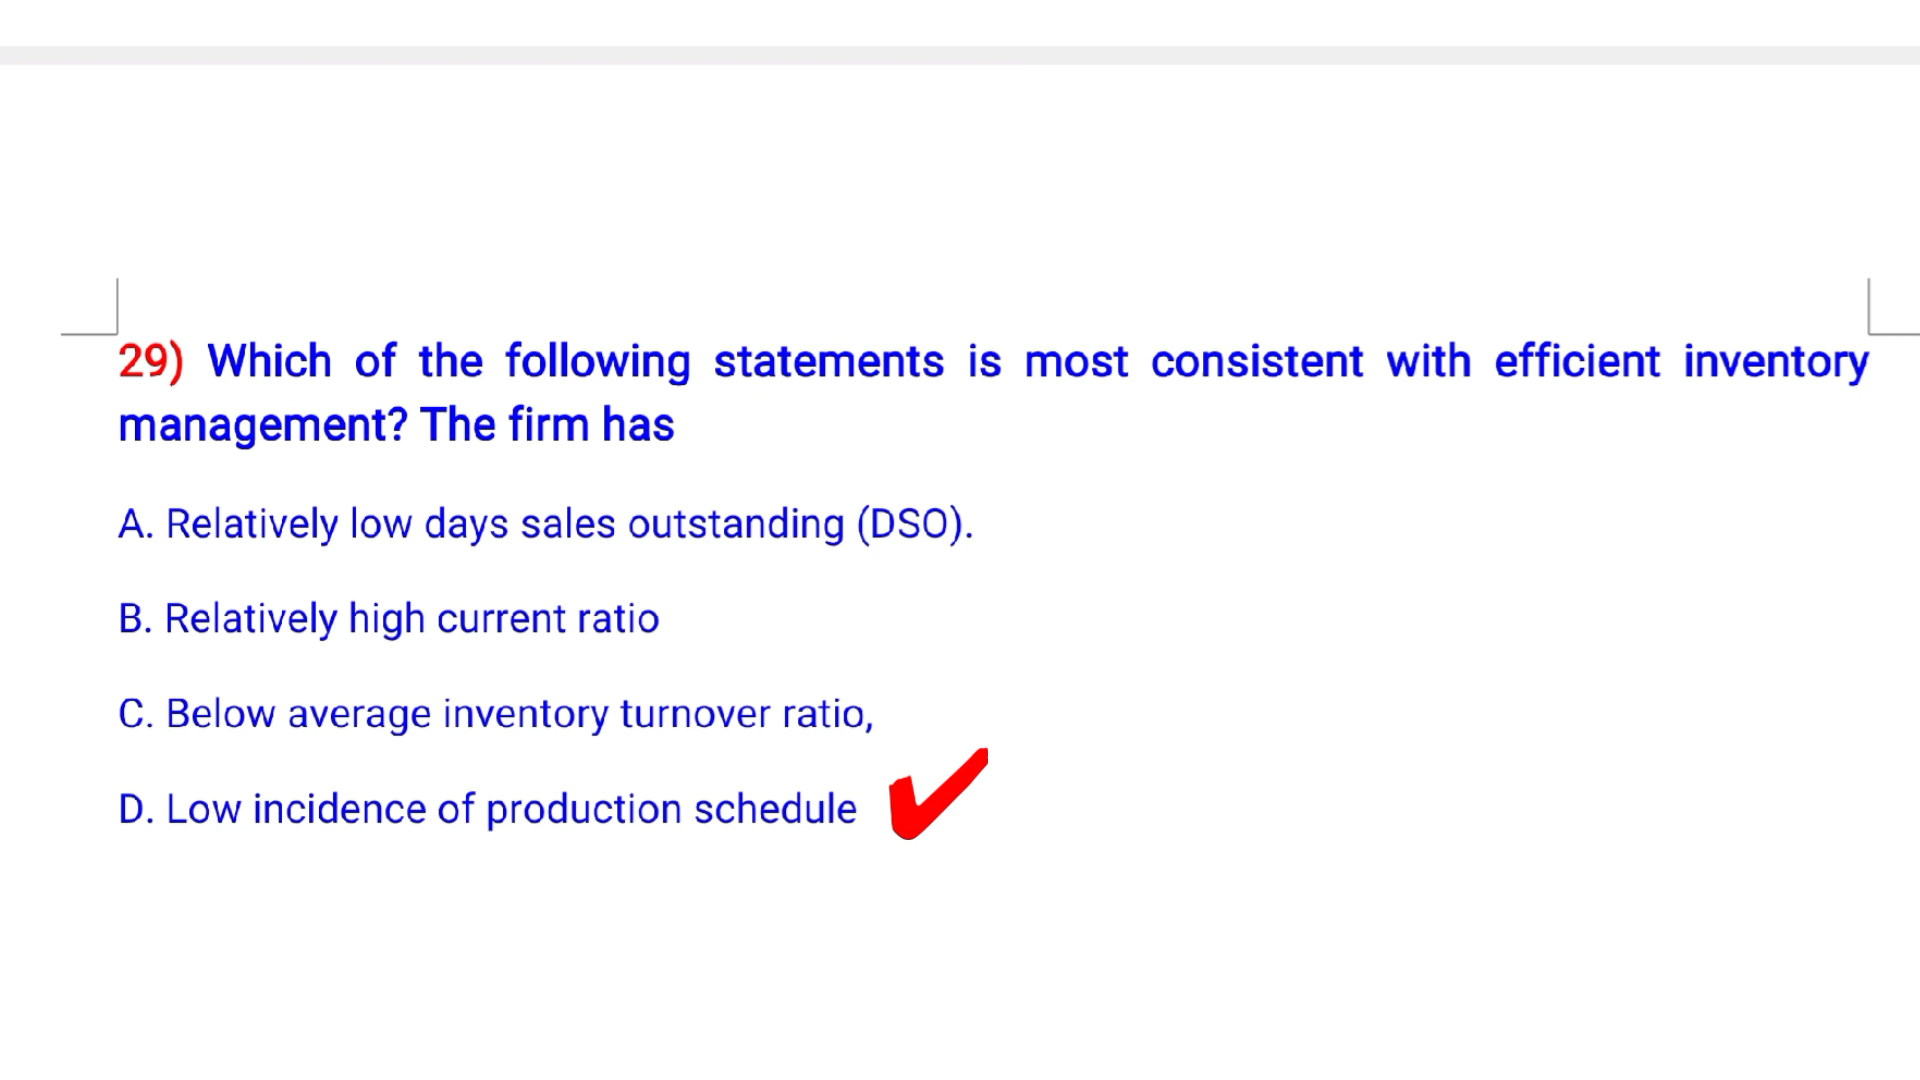 29) Which of the following statements is most consistent with efficient inventory
management? The firm has
A. Relatively low days sales outstanding (DSO).
B. Relatively high current ratio
C. Below average inventory turnover ratio,
D. Low incidence of production schedule